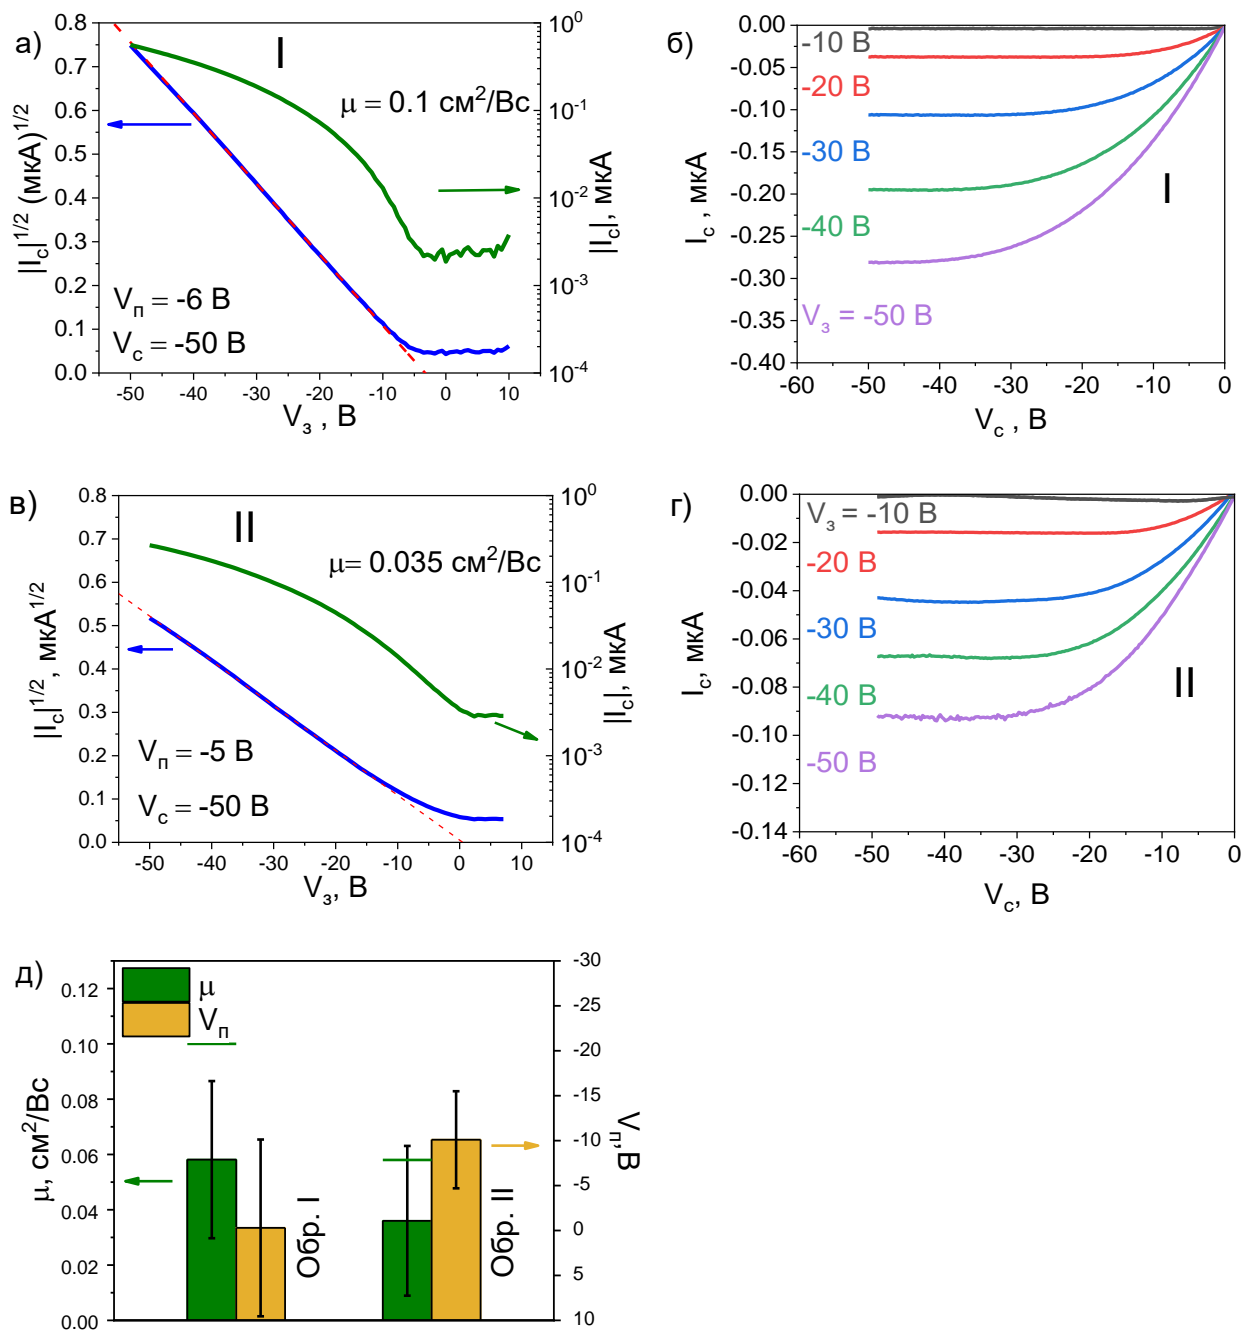 а)
I
μ = 0.1 см²/Вс
V_п = -6 В
V_с = -50 В
|I_с|^1/2 (мкА)^1/2
0.8
0.7
0.6
0.5
0.4
0.3
0.2
0.1
0.0
-50 -40 -30 -20 -10 0 10
V_з , В
10⁰
10⁻¹
10⁻²
10⁻³
10⁻⁴
||I_с|, мкА
б)
I_с , мкА
0.00
-0.05
-0.10
-0.15
-0.20
-0.25
-0.30
-0.35
-0.40
-10 В
-20 В
-30 В
-40 В
V_з = -50 В
I
-60 -50 -40 -30 -20 -10 0
V_с , В
в)
II
μ= 0.035 см²/Вс
V_п = -5 В
V_с = -50 В
||I_с|^1/2, мкА^1/2
0.8
0.7
0.6
0.5
0.4
0.3
0.2
0.1
0.0
-50 -40 -30 -20 -10 0 10
V_з, В
10⁰
10⁻¹
10⁻²
10⁻³
10⁻⁴
||I_с|, мкА
г)
I_с, мкА
0.00
-0.02
-0.04
-0.06
-0.08
-0.10
-0.12
-0.14
V_з = -10 В
-20 В
-30 В
-40 В
-50 В
II
-60 -50 -40 -30 -20 -10 0
V_с, В
д)
μ
V_п
μ, см²/Вс
0.12
0.10
0.08
0.06
0.04
0.02
0.00
Обр. I
Обр. II
-30
-25
-20
-15
-10
-5
0
5
10
V_п,В